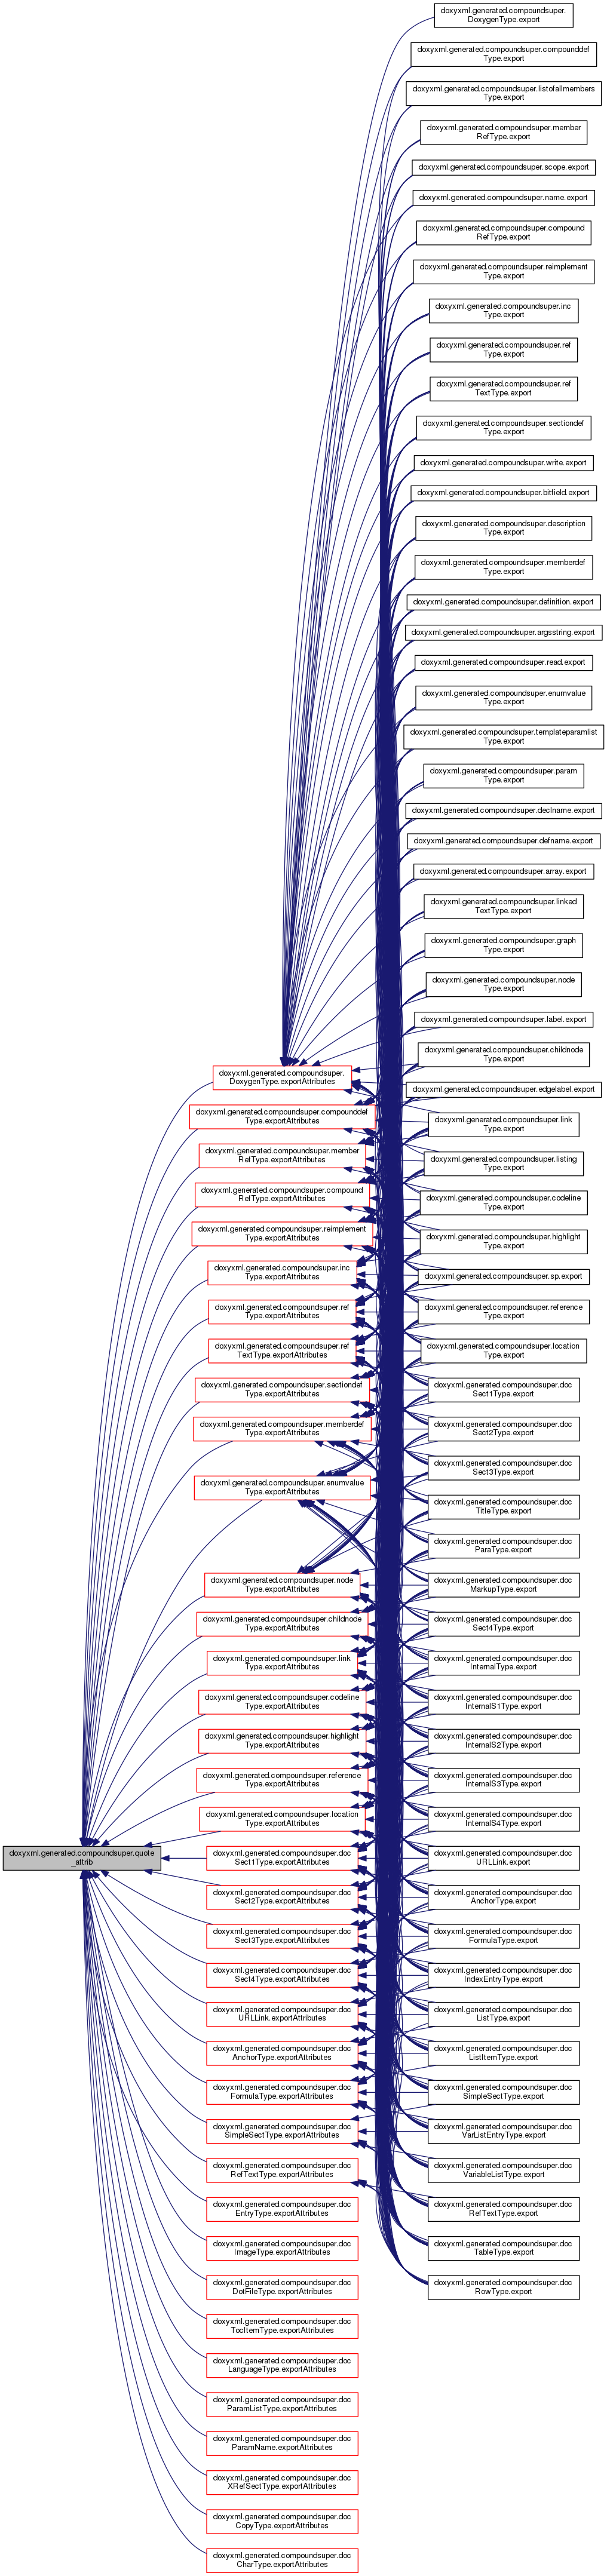 doxyxml.generated.compoundsuper.quote
_attrib
doxyxml.generated.compoundsuper.
DoxygenType.exportAttributes
doxyxml.generated.compoundsuper.compounddef
Type.exportAttributes
doxyxml.generated.compoundsuper.member
RefType.exportAttributes
doxyxml.generated.compoundsuper.compound
RefType.exportAttributes
doxyxml.generated.compoundsuper.reimplement
Type.exportAttributes
doxyxml.generated.compoundsuper.inc
Type.exportAttributes
doxyxml.generated.compoundsuper.ref
Type.exportAttributes
doxyxml.generated.compoundsuper.ref
TextType.exportAttributes
doxyxml.generated.compoundsuper.sectiondef
Type.exportAttributes
doxyxml.generated.compoundsuper.memberdef
Type.exportAttributes
doxyxml.generated.compoundsuper.enumvalue
Type.exportAttributes
doxyxml.generated.compoundsuper.node
Type.exportAttributes
doxyxml.generated.compoundsuper.childnode
Type.exportAttributes
doxyxml.generated.compoundsuper.link
Type.exportAttributes
doxyxml.generated.compoundsuper.codeline
Type.exportAttributes
doxyxml.generated.compoundsuper.highlight
Type.exportAttributes
doxyxml.generated.compoundsuper.reference
Type.exportAttributes
doxyxml.generated.compoundsuper.location
Type.exportAttributes
doxyxml.generated.compoundsuper.doc
Sect1Type.exportAttributes
doxyxml.generated.compoundsuper.doc
Sect2Type.exportAttributes
doxyxml.generated.compoundsuper.doc
Sect3Type.exportAttributes
doxyxml.generated.compoundsuper.doc
Sect4Type.exportAttributes
doxyxml.generated.compoundsuper.doc
URLLink.exportAttributes
doxyxml.generated.compoundsuper.doc
AnchorType.exportAttributes
doxyxml.generated.compoundsuper.doc
FormulaType.exportAttributes
doxyxml.generated.compoundsuper.doc
SimpleSectType.exportAttributes
doxyxml.generated.compoundsuper.doc
RefTextType.exportAttributes
doxyxml.generated.compoundsuper.doc
EntryType.exportAttributes
doxyxml.generated.compoundsuper.doc
ImageType.exportAttributes
doxyxml.generated.compoundsuper.doc
DotFileType.exportAttributes
doxyxml.generated.compoundsuper.doc
TocItemType.exportAttributes
doxyxml.generated.compoundsuper.doc
LanguageType.exportAttributes
doxyxml.generated.compoundsuper.doc
ParamListType.exportAttributes
doxyxml.generated.compoundsuper.doc
ParamName.exportAttributes
doxyxml.generated.compoundsuper.doc
XRefSectType.exportAttributes
doxyxml.generated.compoundsuper.doc
CopyType.exportAttributes
doxyxml.generated.compoundsuper.doc
CharType.exportAttributes
doxyxml.generated.compoundsuper.
DoxygenType.export
doxyxml.generated.compoundsuper.compounddef
Type.export
doxyxml.generated.compoundsuper.listofallmembers
Type.export
doxyxml.generated.compoundsuper.member
RefType.export
doxyxml.generated.compoundsuper.scope.export
doxyxml.generated.compoundsuper.name.export
doxyxml.generated.compoundsuper.compound
RefType.export
doxyxml.generated.compoundsuper.reimplement
Type.export
doxyxml.generated.compoundsuper.inc
Type.export
doxyxml.generated.compoundsuper.ref
Type.export
doxyxml.generated.compoundsuper.ref
TextType.export
doxyxml.generated.compoundsuper.sectiondef
Type.export
doxyxml.generated.compoundsuper.write.export
doxyxml.generated.compoundsuper.bitfield.export
doxyxml.generated.compoundsuper.description
Type.export
doxyxml.generated.compoundsuper.memberdef
Type.export
doxyxml.generated.compoundsuper.definition.export
doxyxml.generated.compoundsuper.argsstring.export
doxyxml.generated.compoundsuper.read.export
doxyxml.generated.compoundsuper.enumvalue
Type.export
doxyxml.generated.compoundsuper.templateparamlist
Type.export
doxyxml.generated.compoundsuper.param
Type.export
doxyxml.generated.compoundsuper.declname.export
doxyxml.generated.compoundsuper.defname.export
doxyxml.generated.compoundsuper.array.export
doxyxml.generated.compoundsuper.linked
TextType.export
doxyxml.generated.compoundsuper.graph
Type.export
doxyxml.generated.compoundsuper.node
Type.export
doxyxml.generated.compoundsuper.label.export
doxyxml.generated.compoundsuper.childnode
Type.export
doxyxml.generated.compoundsuper.edgelabel.export
doxyxml.generated.compoundsuper.link
Type.export
doxyxml.generated.compoundsuper.listing
Type.export
doxyxml.generated.compoundsuper.codeline
Type.export
doxyxml.generated.compoundsuper.highlight
Type.export
doxyxml.generated.compoundsuper.sp.export
doxyxml.generated.compoundsuper.reference
Type.export
doxyxml.generated.compoundsuper.location
Type.export
doxyxml.generated.compoundsuper.doc
Sect1Type.export
doxyxml.generated.compoundsuper.doc
Sect2Type.export
doxyxml.generated.compoundsuper.doc
Sect3Type.export
doxyxml.generated.compoundsuper.doc
TitleType.export
doxyxml.generated.compoundsuper.doc
ParaType.export
doxyxml.generated.compoundsuper.doc
MarkupType.export
doxyxml.generated.compoundsuper.doc
Sect4Type.export
doxyxml.generated.compoundsuper.doc
InternalType.export
doxyxml.generated.compoundsuper.doc
InternalS1Type.export
doxyxml.generated.compoundsuper.doc
InternalS2Type.export
doxyxml.generated.compoundsuper.doc
InternalS3Type.export
doxyxml.generated.compoundsuper.doc
InternalS4Type.export
doxyxml.generated.compoundsuper.doc
URLLink.export
doxyxml.generated.compoundsuper.doc
AnchorType.export
doxyxml.generated.compoundsuper.doc
FormulaType.export
doxyxml.generated.compoundsuper.doc
IndexEntryType.export
doxyxml.generated.compoundsuper.doc
ListType.export
doxyxml.generated.compoundsuper.doc
ListItemType.export
doxyxml.generated.compoundsuper.doc
SimpleSectType.export
doxyxml.generated.compoundsuper.doc
VarListEntryType.export
doxyxml.generated.compoundsuper.doc
VariableListType.export
doxyxml.generated.compoundsuper.doc
RefTextType.export
doxyxml.generated.compoundsuper.doc
TableType.export
doxyxml.generated.compoundsuper.doc
RowType.export